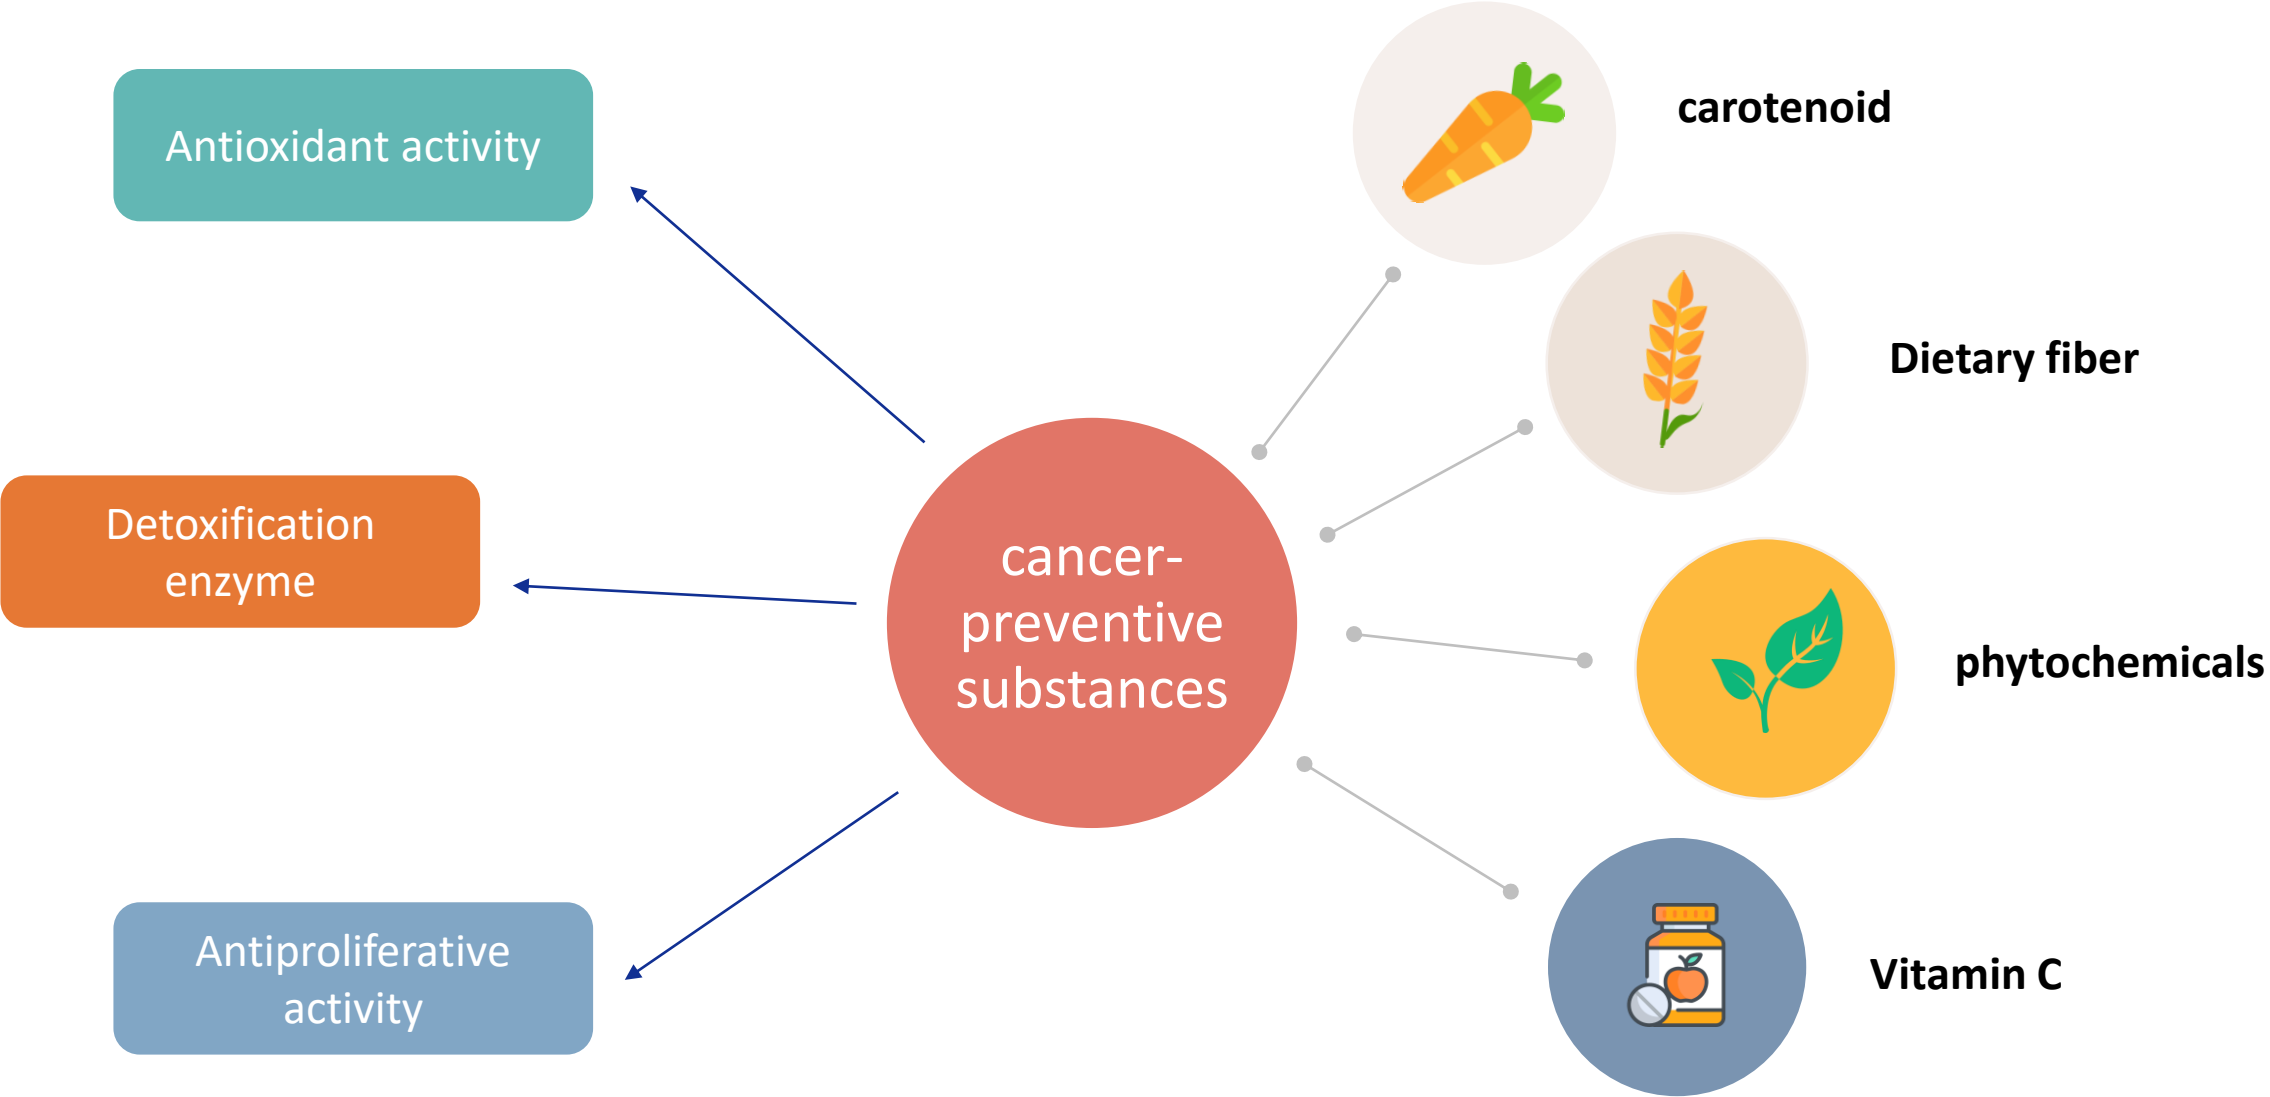 Antioxidant activity
Detoxification
enzyme
Antiproliferative
activity
cancer-
preventive
substances
carotenoid
Dietary fiber
phytochemicals
Vitamin C